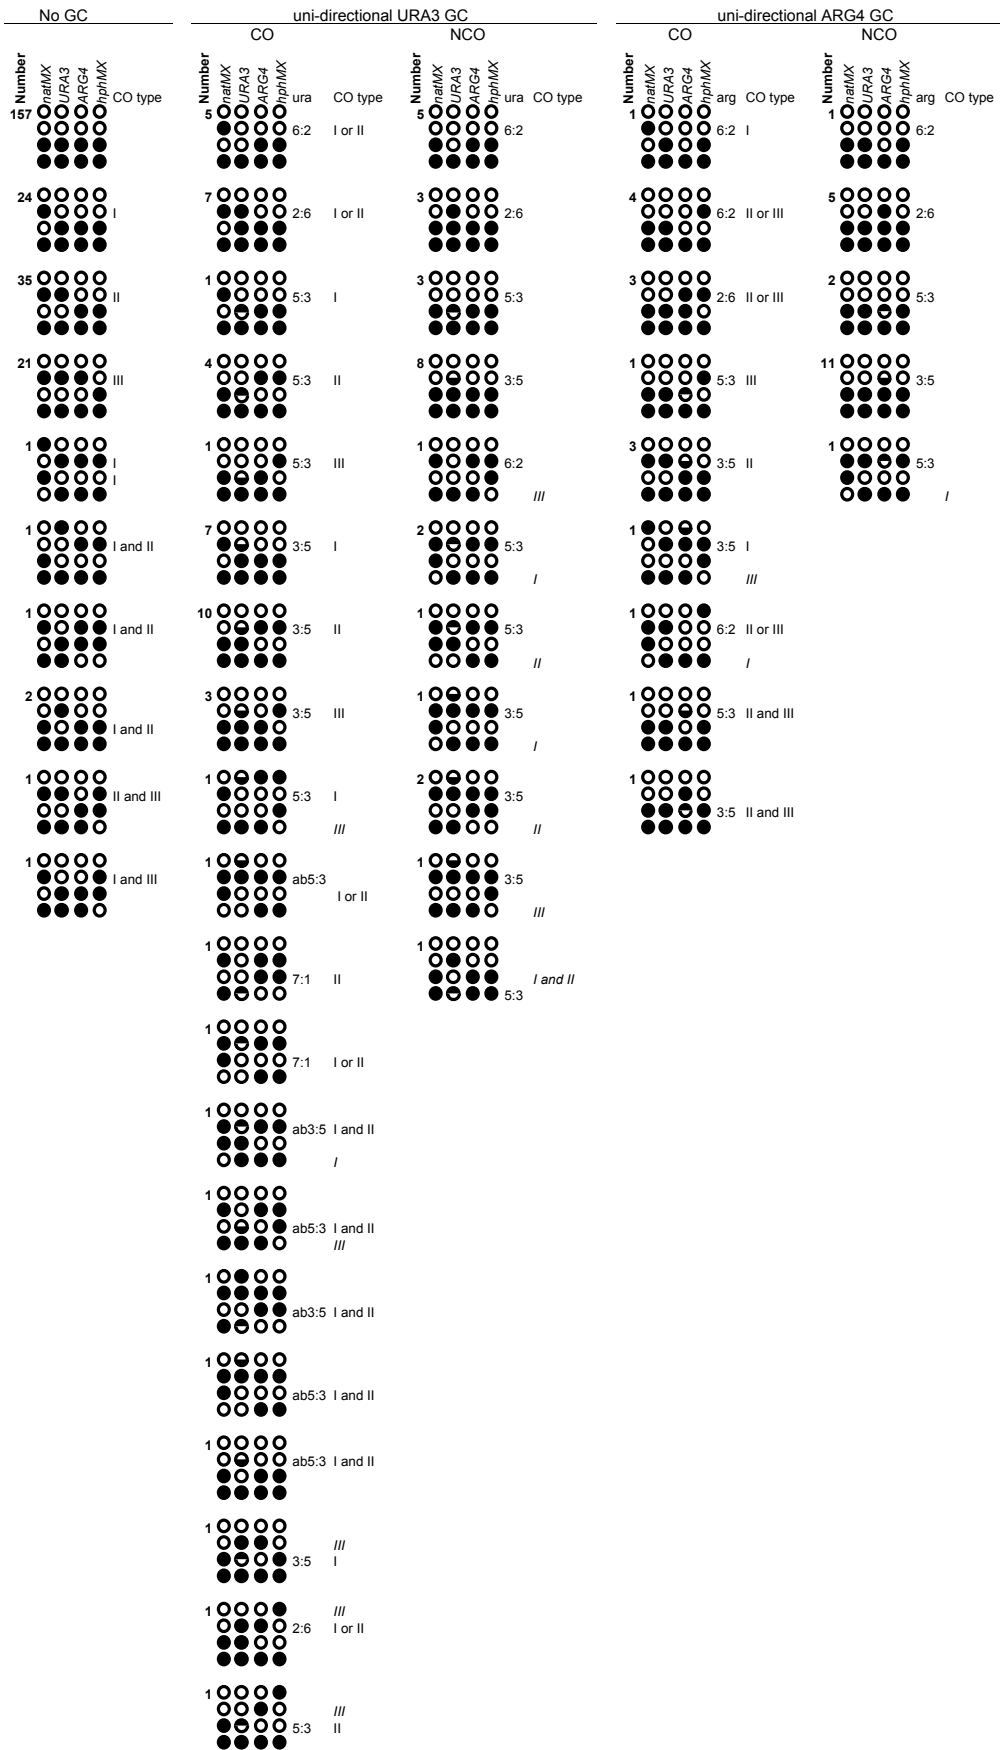 No GC
uni-directional URA3 GC
uni-directional ARG4 GC
CO
NCO
CO
NCO
Number natMX URA3 ARG4 hphMX CO type
157
24 I
35 II
21 III
1 I
I
1 I and II
1 I and II
2 I and II
1 II and III
1 I and III
Number natMX URA3 ARG4 hphMX ura CO type
5 6:2 I or II
7 2:6 I or II
1 5:3 I
4 5:3 II
1 5:3 III
7 3:5 I
10 3:5 II
3 3:5 III
1 5:3 I
III
1 ab5:3
I or II
1 7:1 II
1 7:1 I or II
1 ab3:5 I and II
I
1 ab5:3 I and II
III
1 ab3:5 I and II
1 ab5:3 I and II
1 ab5:3 I and II
1 III
3:5 I
1 III
2:6 I or II
1 III
5:3 II
Number natMX URA3 ARG4 hphMX ura CO type
5 6:2
3 2:6
3 5:3
8 3:5
1 6:2
III
2 5:3
I
1 5:3
II
1 3:5
I
2 3:5
II
1 3:5
III
1 I and II
5:3
Number natMX URA3 ARG4 hphMX arg CO type
1 6:2 I
4 6:2 II or III
3 2:6 II or III
1 5:3 III
3 3:5 II
1 3:5 I
III
1 6:2 II or III
I
1 5:3 II and III
1 3:5 II and III
Number natMX URA3 ARG4 hphMX arg CO type
1 6:2
5 2:6
2 5:3
11 3:5
1 5:3
I